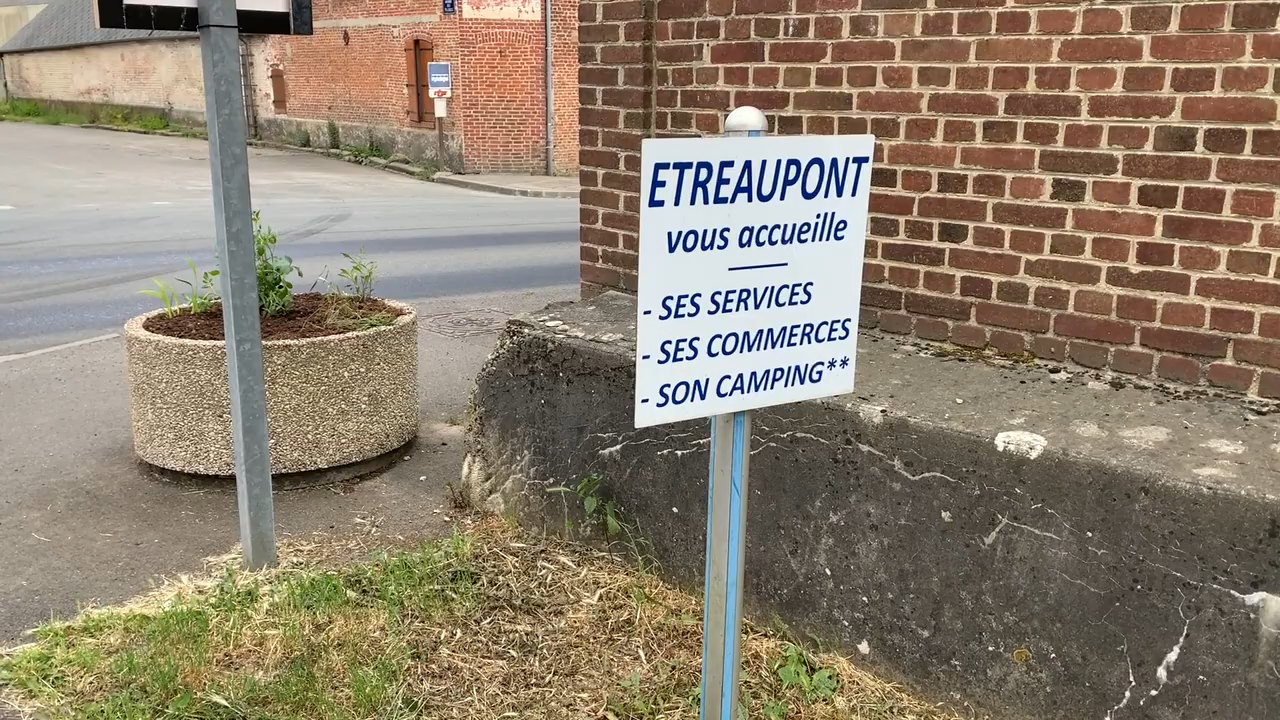 ETREAUPONT
vous accueille
- SES SERVICES
- SES COMMERCES
- SON CAMPING**